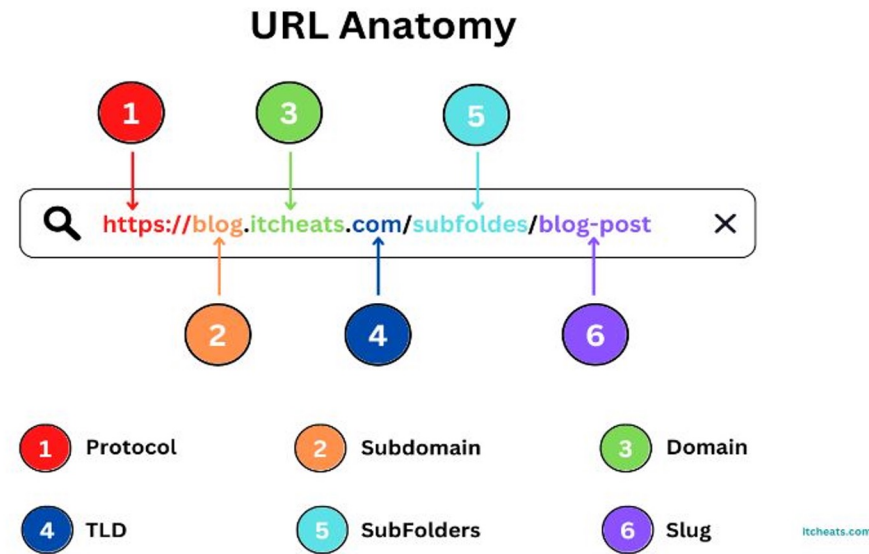 URL Anatomy
1 3 5
https://blog.itcheats.com/subfoldes/blog-post
2 4 6
1 Protocol 2 Subdomain 3 Domain
4 TLD 5 SubFolders 6 Slug
itcheats.com